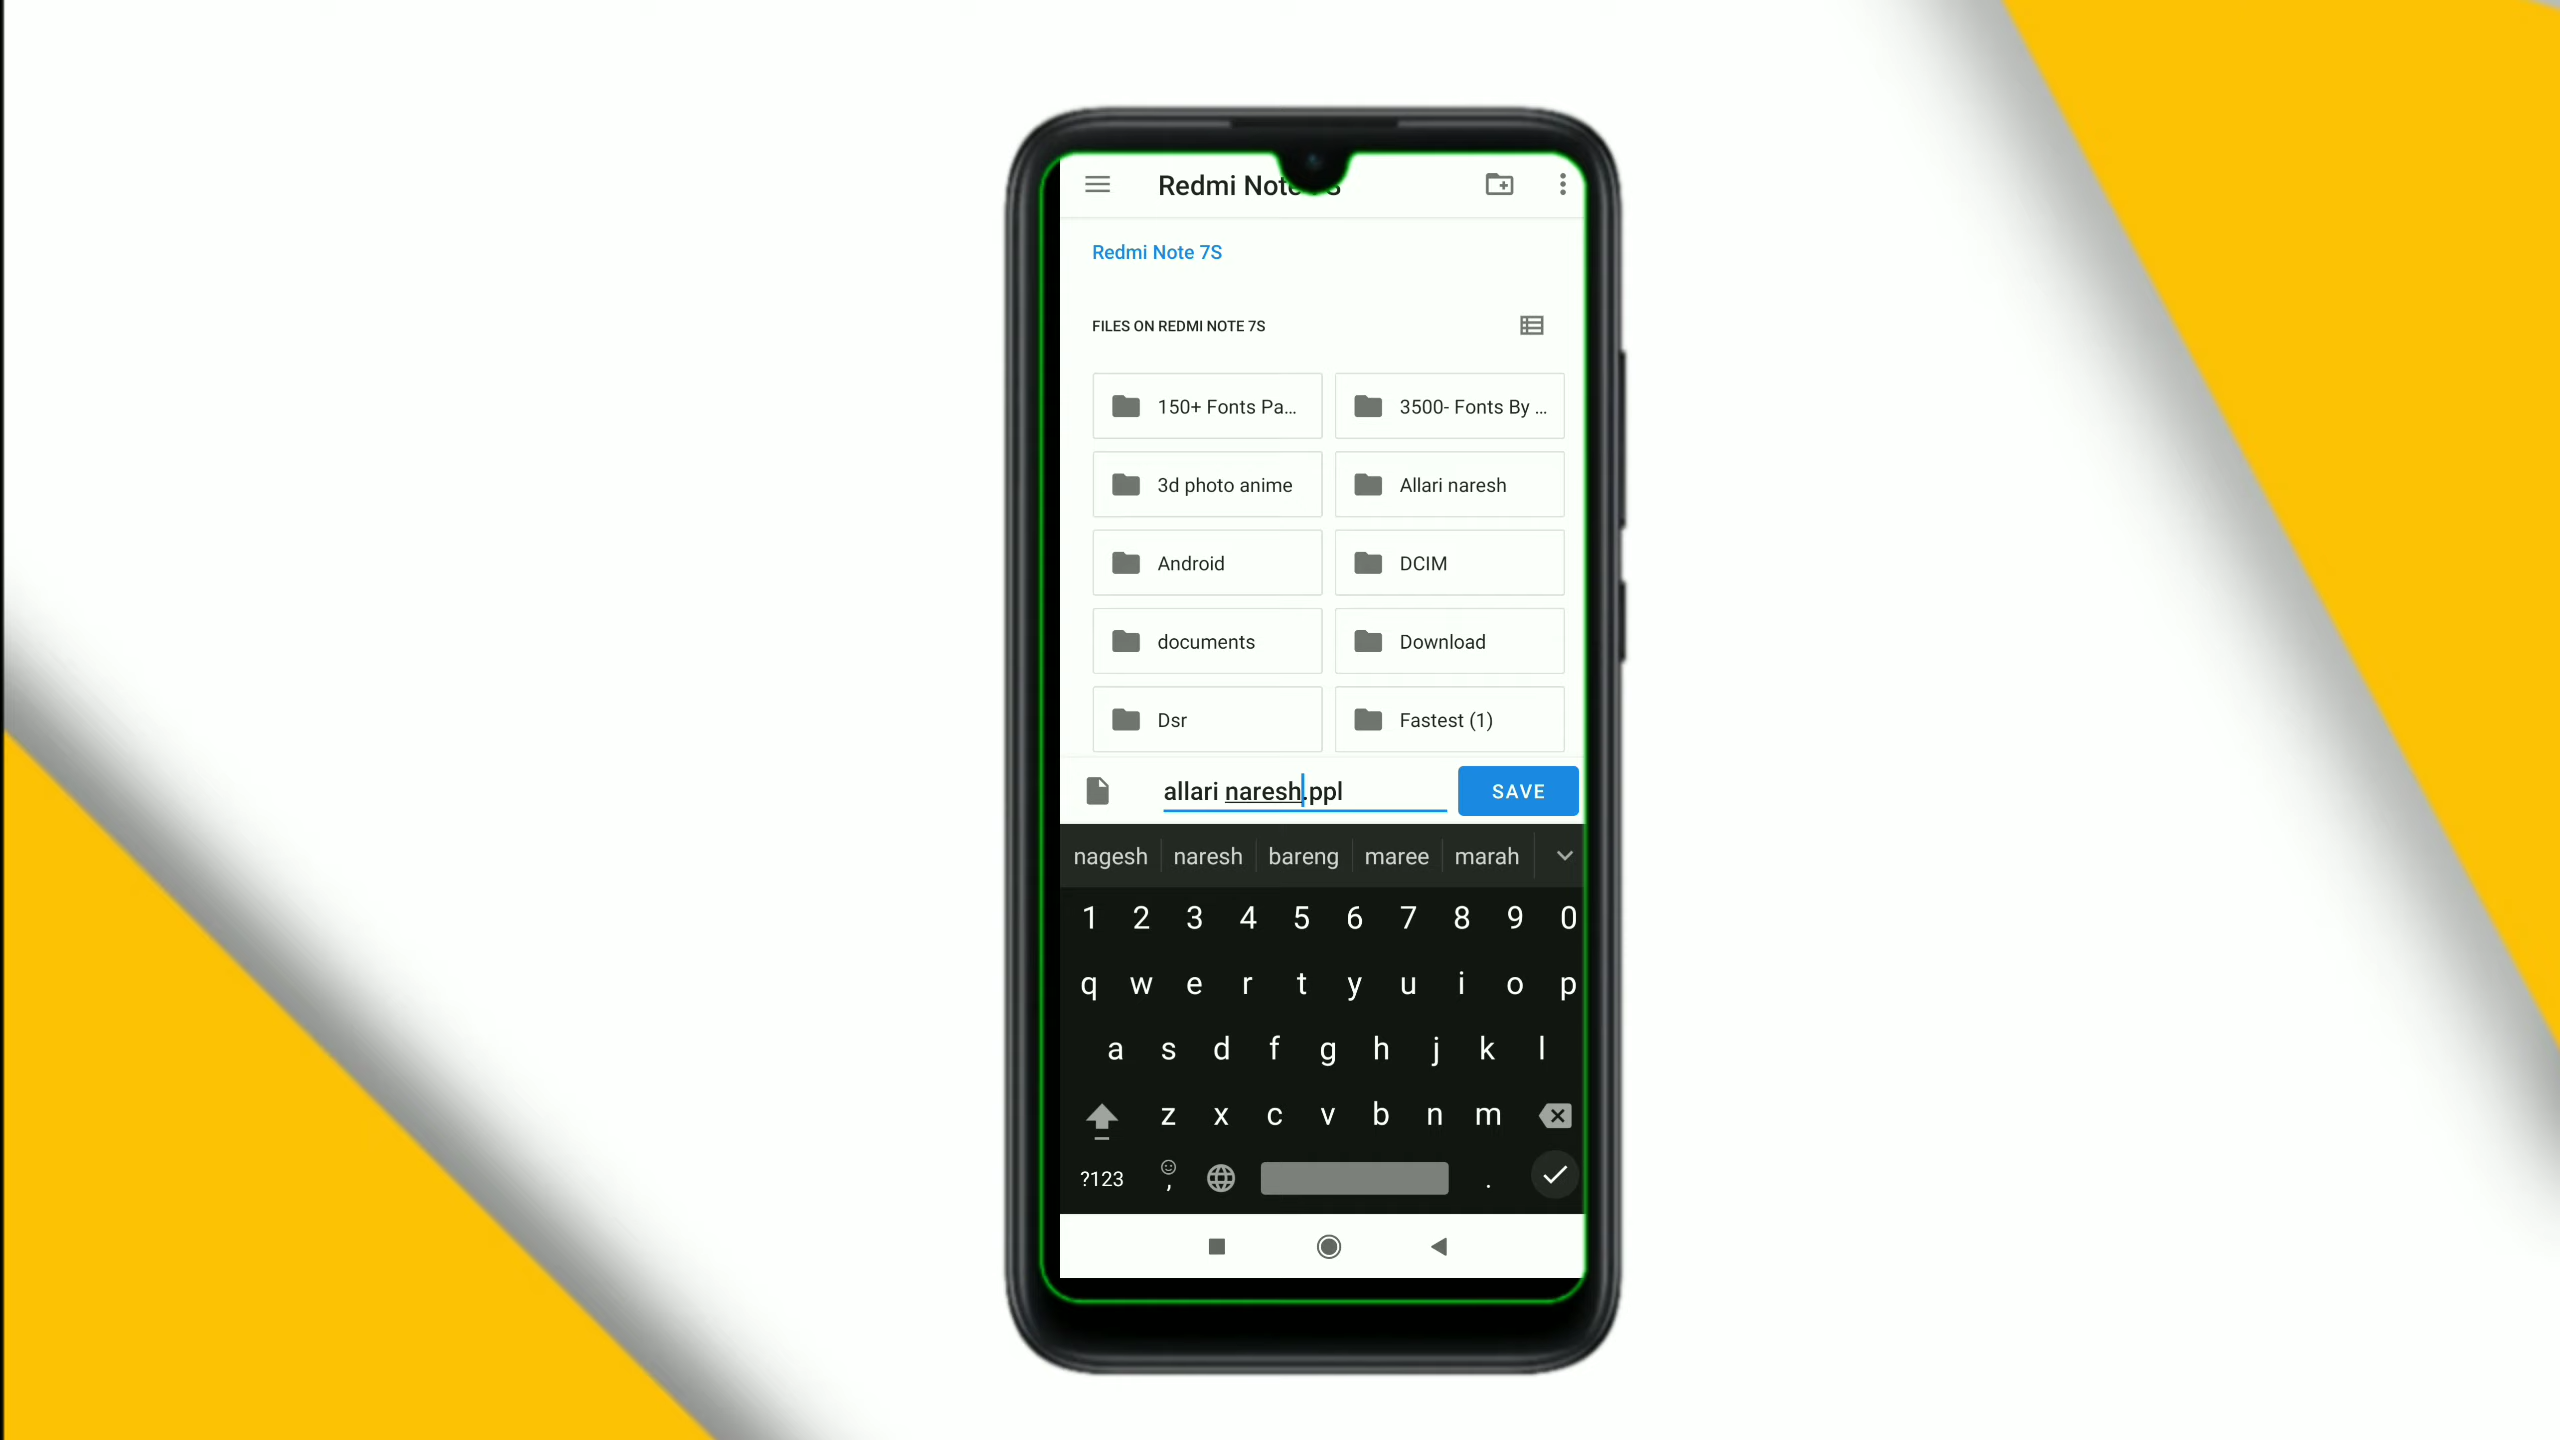 Redmi Note 7S
Redmi Note 7S
FILES ON REDMI NOTE 7S
150+ Fonts Pa...
3500- Fonts By ...
3d photo anime
Allari naresh
Android
DCIM
documents
Download
Dsr
Fastest (1)
allari naresh.ppl
SAVE
nagesh naresh bareng maree marah
1 2 3 4 5 6 7 8 9 0
q w e r t y u i o p
a s d f g h j k l
z x c v b n m
?123 , .